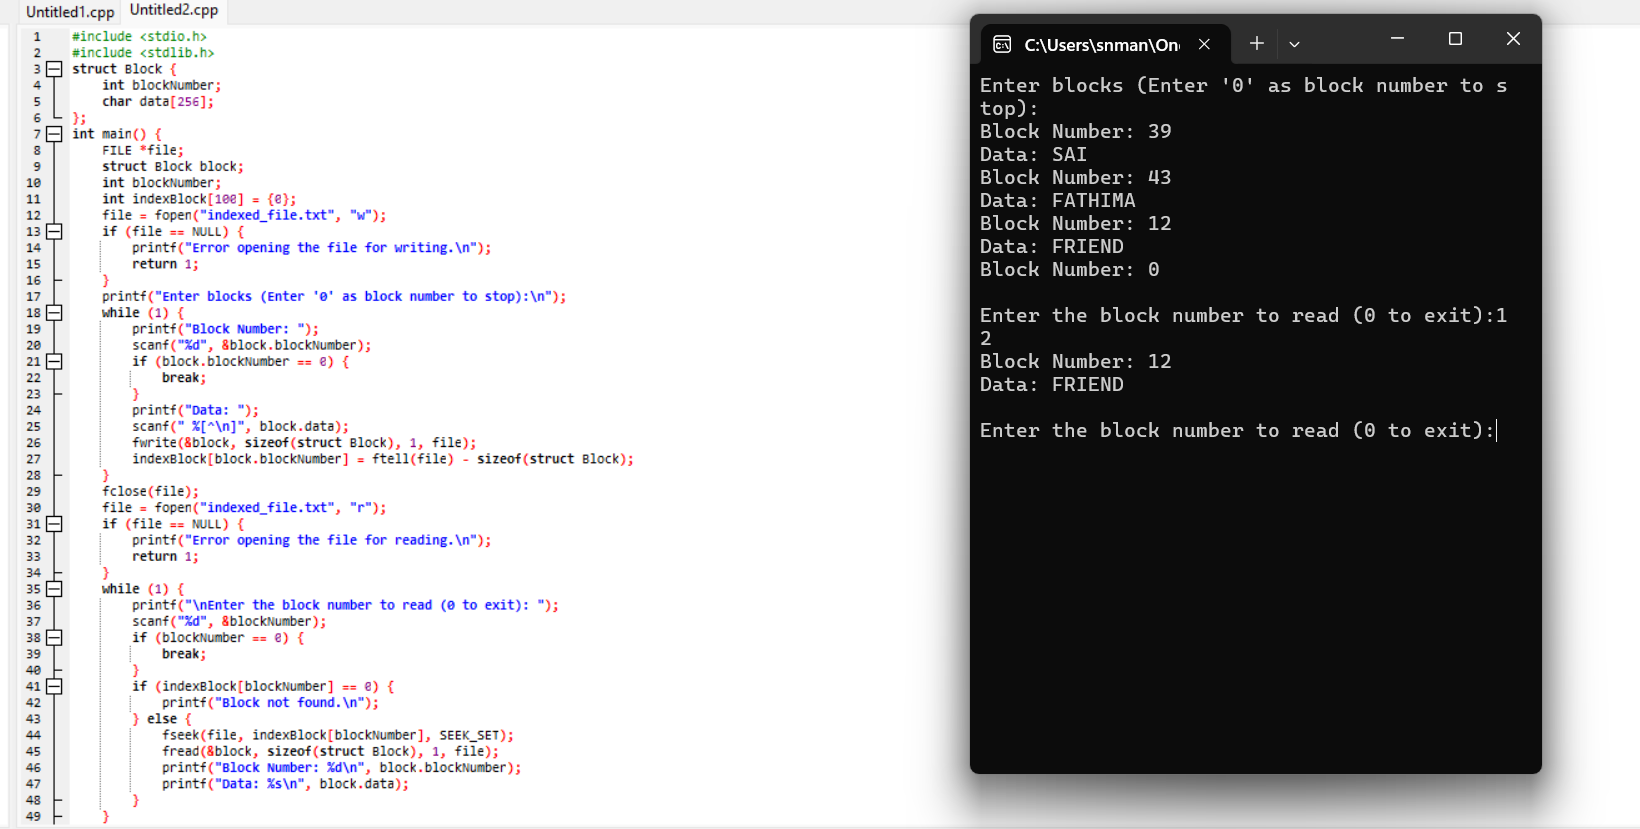 Untitled1.cpp Untitled2.cpp
1 #include <stdio.h>
2 #include <stdlib.h>
3 struct Block {
4 int blockNumber;
5 char data[256];
6 };
7 int main() {
8 FILE *file;
9 struct Block block;
10 int blockNumber;
11 int indexBlock[100] = {0};
12 file = fopen("indexed_file.txt", "w");
13 if (file == NULL) {
14 printf("Error opening the file for writing.\n");
15 return 1;
16 }
17 printf("Enter blocks (Enter '0' as block number to stop):\n");
18 while (1) {
19 printf("Block Number: ");
20 scanf("%d", &block.blockNumber);
21 if (block.blockNumber == 0) {
22 break;
23 }
24 printf("Data: ");
25 scanf(" %[^\n]", block.data);
26 fwrite(&block, sizeof(struct Block), 1, file);
27 indexBlock[block.blockNumber] = ftell(file) - sizeof(struct Block);
28 }
29 fclose(file);
30 file = fopen("indexed_file.txt", "r");
31 if (file == NULL) {
32 printf("Error opening the file for reading.\n");
33 return 1;
34 }
35 while (1) {
36 printf("\nEnter the block number to read (0 to exit): ");
37 scanf("%d", &blockNumber);
38 if (blockNumber == 0) {
39 break;
40 }
41 if (indexBlock[blockNumber] == 0) {
42 printf("Block not found.\n");
43 } else {
44 fseek(file, indexBlock[blockNumber], SEEK_SET);
45 fread(&block, sizeof(struct Block), 1, file);
46 printf("Block Number: %d\n", block.blockNumber);
47 printf("Data: %s\n", block.data);
48 }
49 }
C:\Users\snman\On
Enter blocks (Enter '0' as block number to s
top):
Block Number: 39
Data: SAI
Block Number: 43
Data: FATHIMA
Block Number: 12
Data: FRIEND
Block Number: 0
Enter the block number to read (0 to exit):1
2
Block Number: 12
Data: FRIEND
Enter the block number to read (0 to exit):